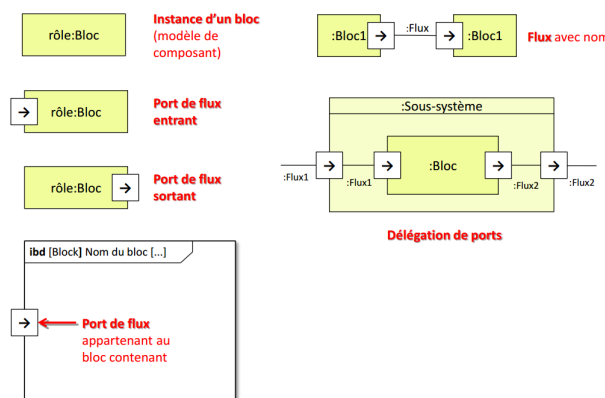 rôle:Bloc
Instance d'un bloc
(modèle de
composant)
:Bloc1
:Flux
:Bloc1
Flux avec nom
rôle:Bloc
Port de flux
entrant
:Sous-système
:Bloc
:Flux1
:Flux1
:Flux2
:Flux2
rôle:Bloc
Port de flux
sortant
Délégation de ports
ibd [Block] Nom du bloc [...]
Port de flux
appartenant au
bloc contenant